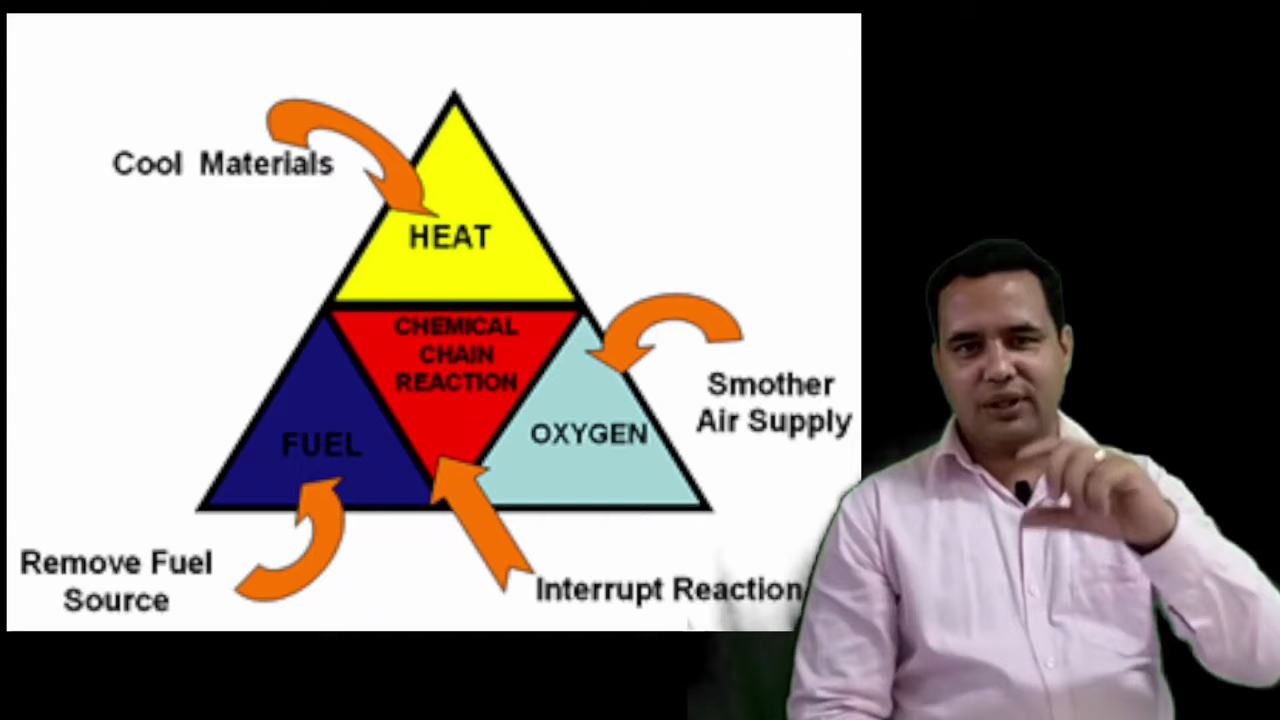 Cool Materials
HEAT
CHEMICAL
CHAIN
REACTION
FUEL
OXYGEN
Smother
Air Supply
Remove Fuel
Source
Interrupt Reaction